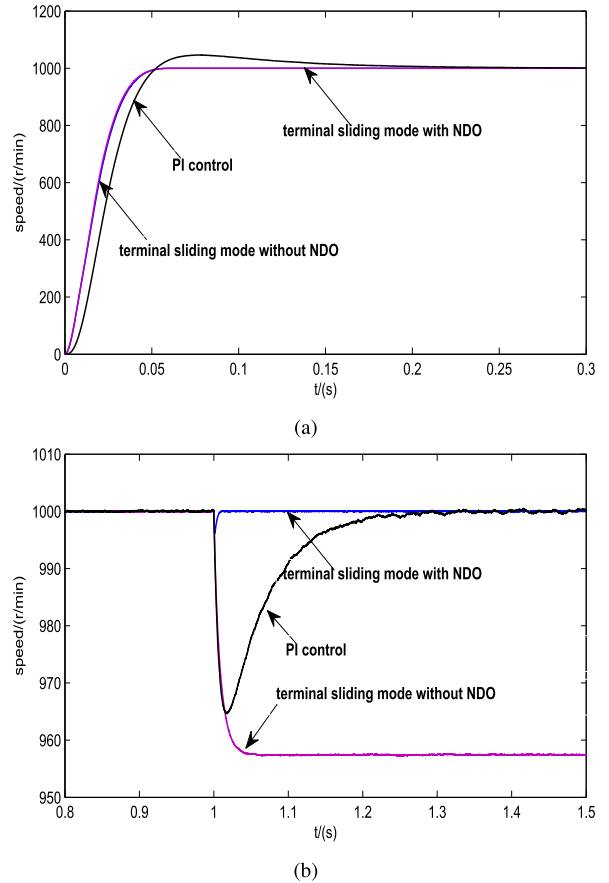 1200
1000
terminal sliding mode with NDO
800
PI control
600
speed/(r/min)
terminal sliding mode without NDO
400
200
0
0 0.05 0.1 0.15 0.2 0.25 0.3
t/(s)
(a)
1010
1000
990
terminal sliding mode with NDO
980
speed/(r/min)
PI control
970
terminal sliding mode without NDO
960
950
0.8 0.9 1 1.1 1.2 1.3 1.4 1.5
t/(s)
(b)